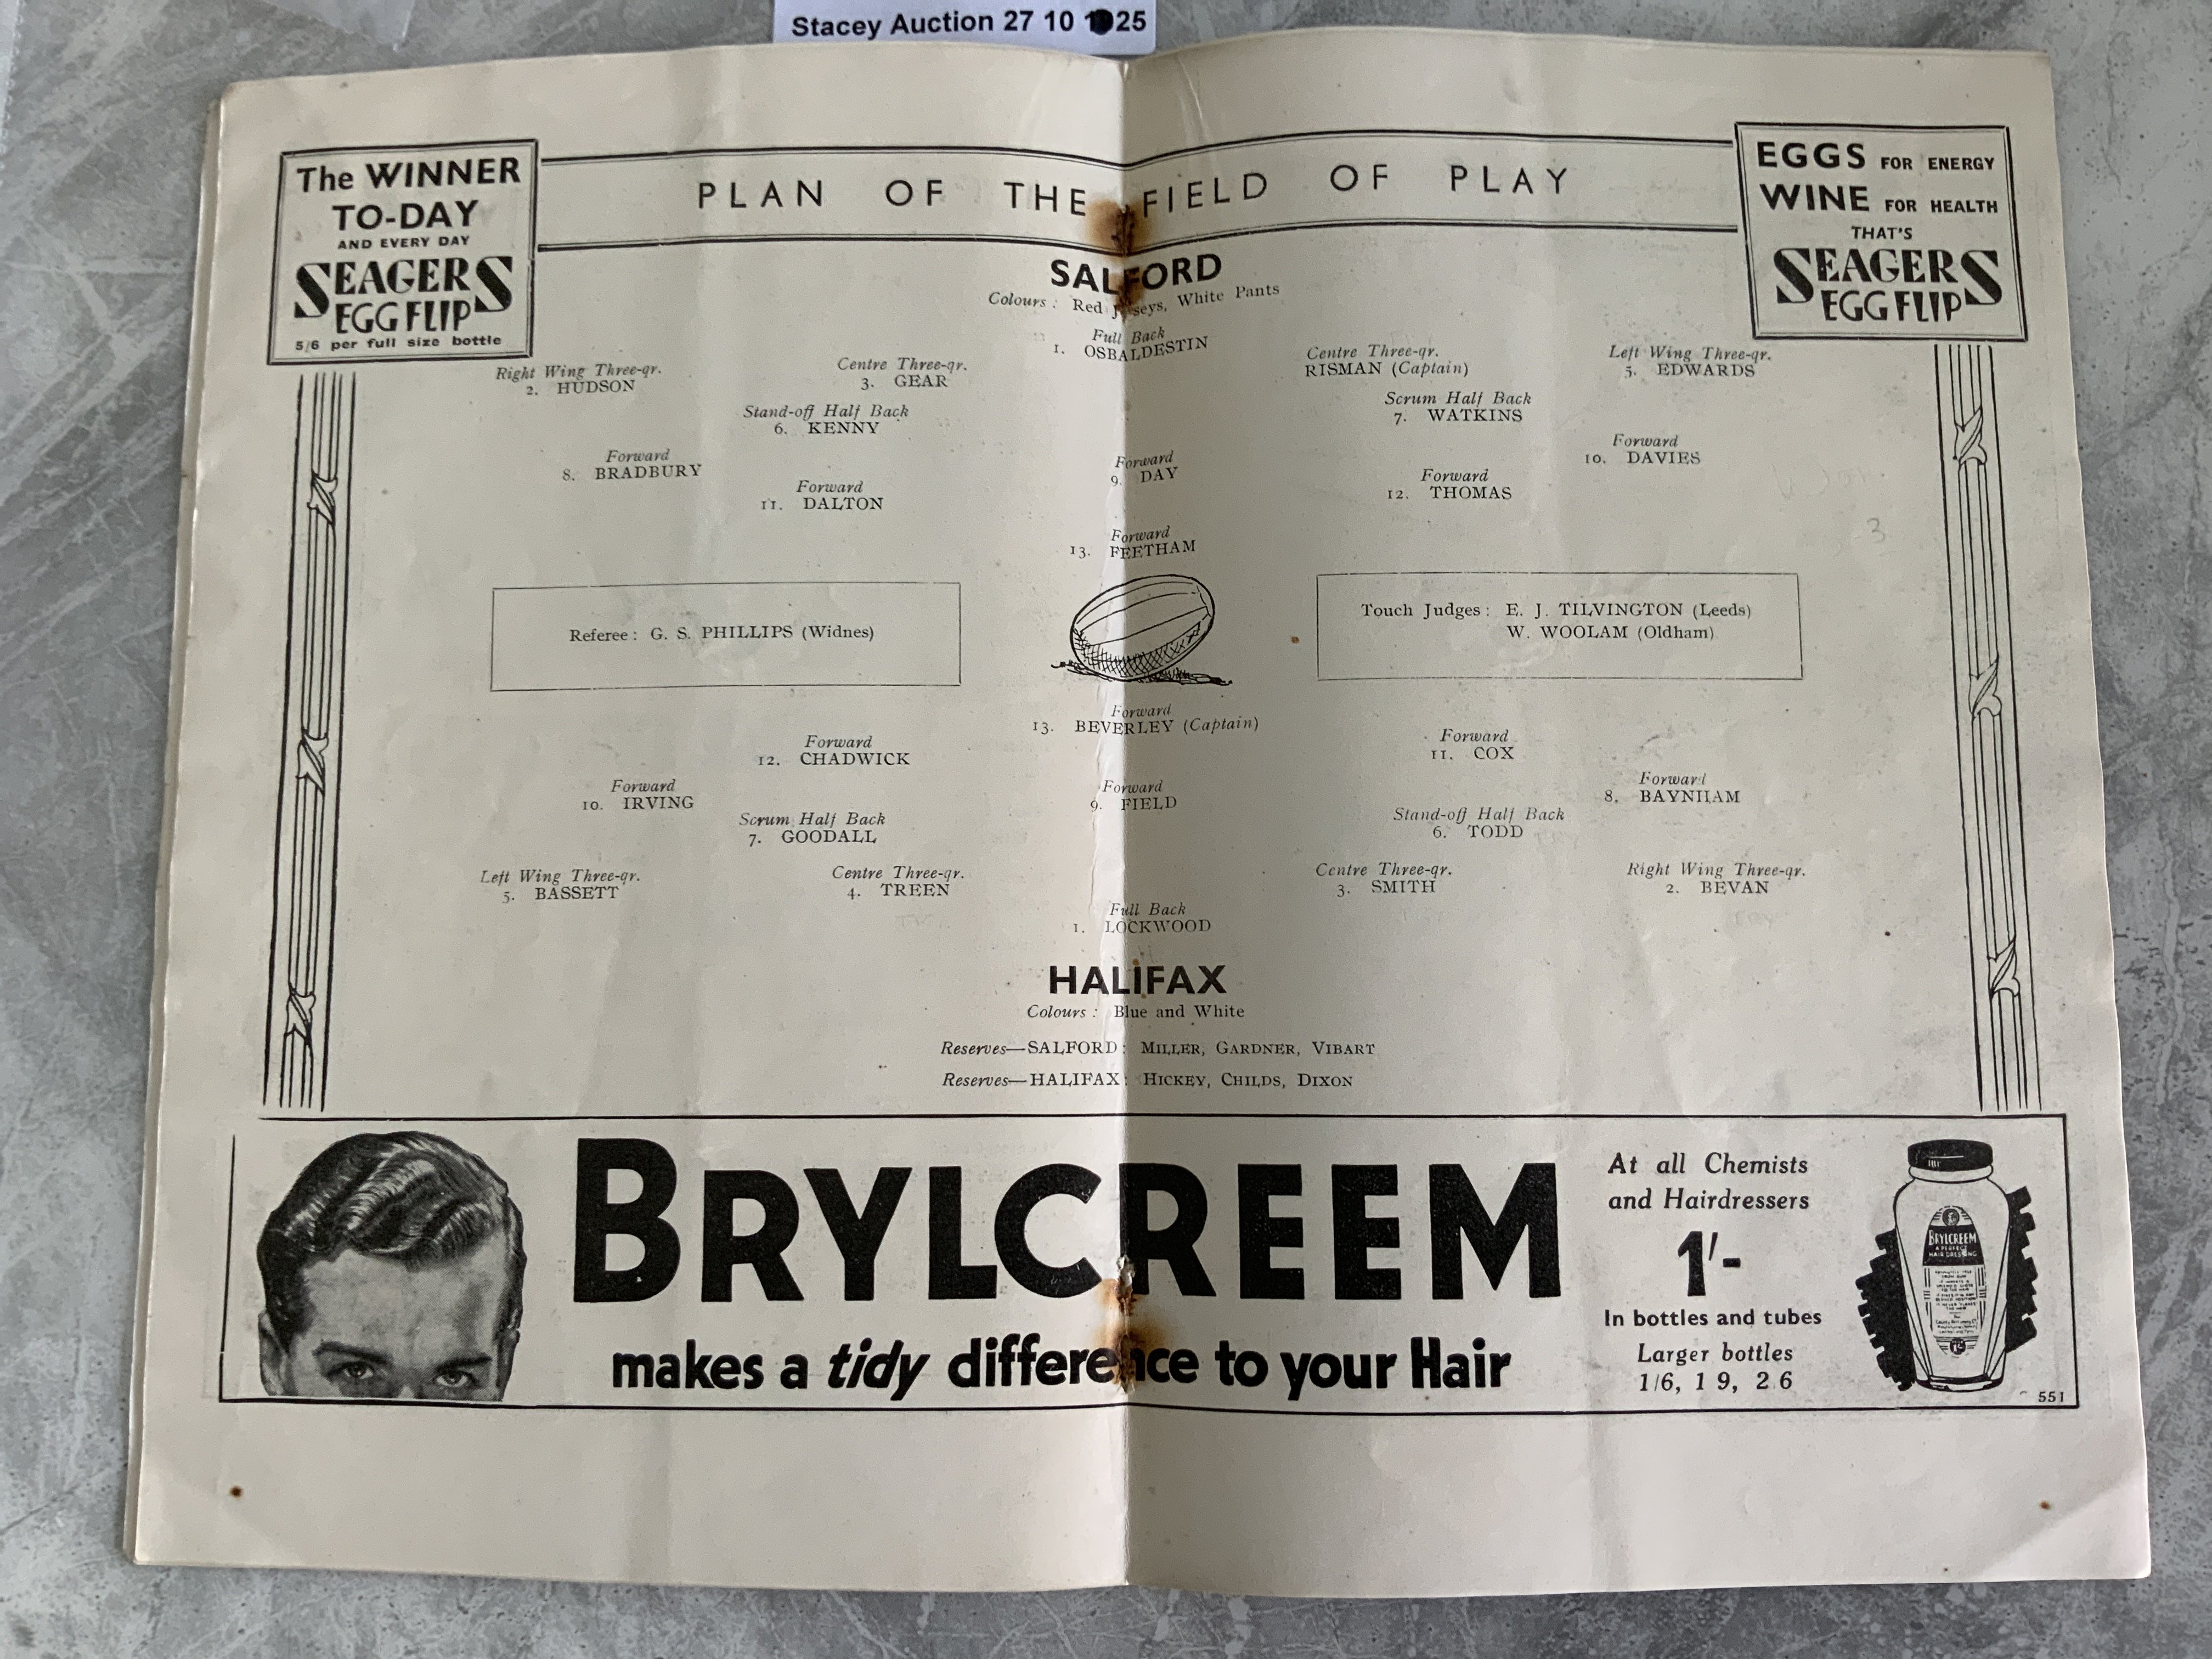 Stacey Auction 27 10 25
The WINNER
TO-DAY
AND EVERY DAY
SEAGERS
EGG FLIP
5/6 per full size bottle
PLAN OF THE FIELD OF PLAY
EGGS FOR ENERGY
WINE FOR HEALTH
THAT'S
SEAGERS
EGG FLIP
SALFORD
Colours : Red Jerseys, White Pants
Full Back
1. OSBALDESTIN
Right Wing Three-qr.
2. HUDSON
Centre Three-qr.
3. GEAR
Centre Three-qr.
RISMAN (Captain)
Left Wing Three-qr.
5. EDWARDS
Stand-off Half Back
6. KENNY
Scrum Half Back
7. WATKINS
Forward
8. BRADBURY
Forward
9. DAY
Forward
10. DAVIES
Forward
11. DALTON
Forward
12. THOMAS
3
Forward
13. FEETHAM
Referee : G. S. PHILLIPS (Widnes)
Touch Judges : E. J. TILVINGTON (Leeds)
W. WOOLAM (Oldham)
Forward
13. BEVERLEY (Captain)
Forward
12. CHADWICK
Forward
11. COX
Forward
10. IRVING
Forward
9. FIELD
Forward
8. BAYNHAM
Scrum Half Back
7. GOODALL
Stand-off Half Back
6. TODD
Left Wing Three-qr.
5. BASSETT
Centre Three-qr.
4. TREEN
Centre Three-qr.
3. SMITH
Right Wing Three-qr.
2. BEVAN
Full Back
1. LOCKWOOD
HALIFAX
Colours : Blue and White
Reserves—SALFORD : MILLER, GARDNER, VIBART
Reserves—HALIFAX : HICKEY, CHILDS, DIXON
BRYLCREEM
makes a tidy difference to your Hair
At all Chemists
and Hairdressers
1/-
In bottles and tubes
Larger bottles
1/6, 1 9, 2 6
BRYLCREEM
A PERFECT
HAIR DRESSING
551